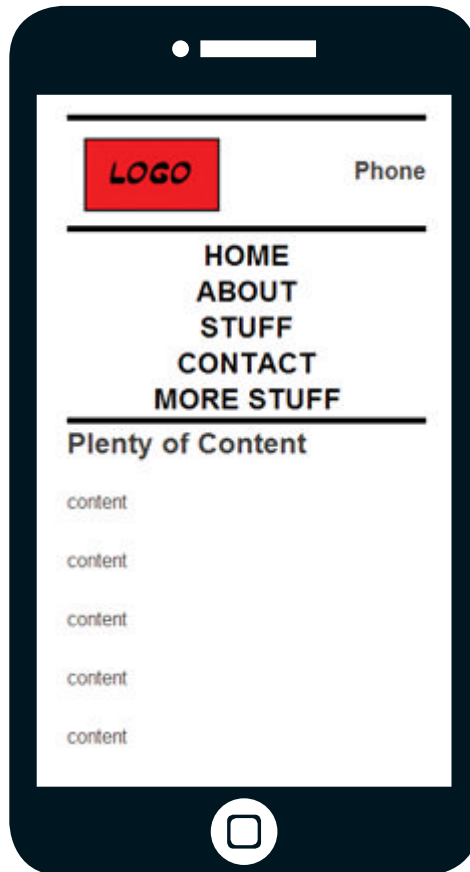 LOGO
Phone
HOME
ABOUT
STUFF
CONTACT
MORE STUFF
Plenty of Content
content
content
content
content
content